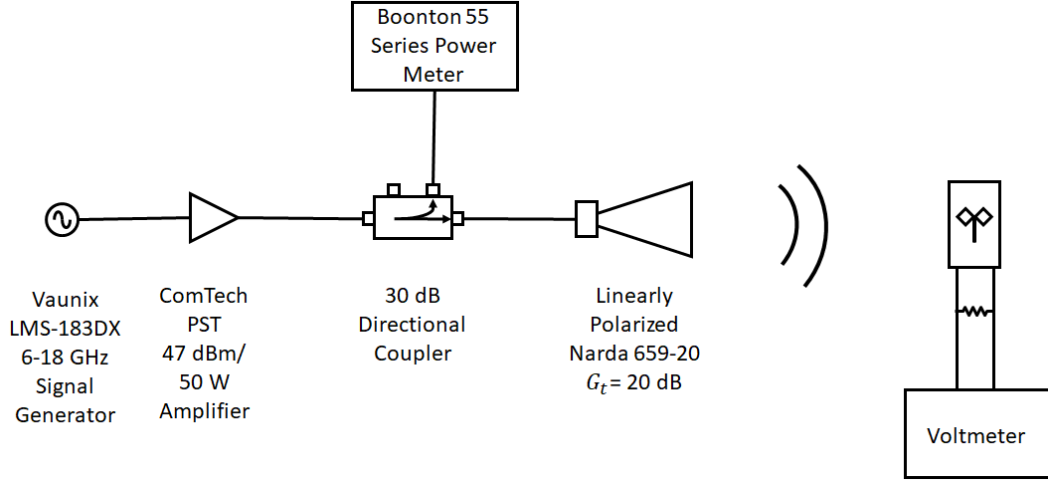 Boonton 55
Series Power
Meter
Vaunix
LMS-183DX
6-18 GHz
Signal
Generator
ComTech
PST
47 dBm/
50 W
Amplifier
30 dB
Directional
Coupler
Linearly
Polarized
Narda 659-20
G_t = 20 dB
Voltmeter